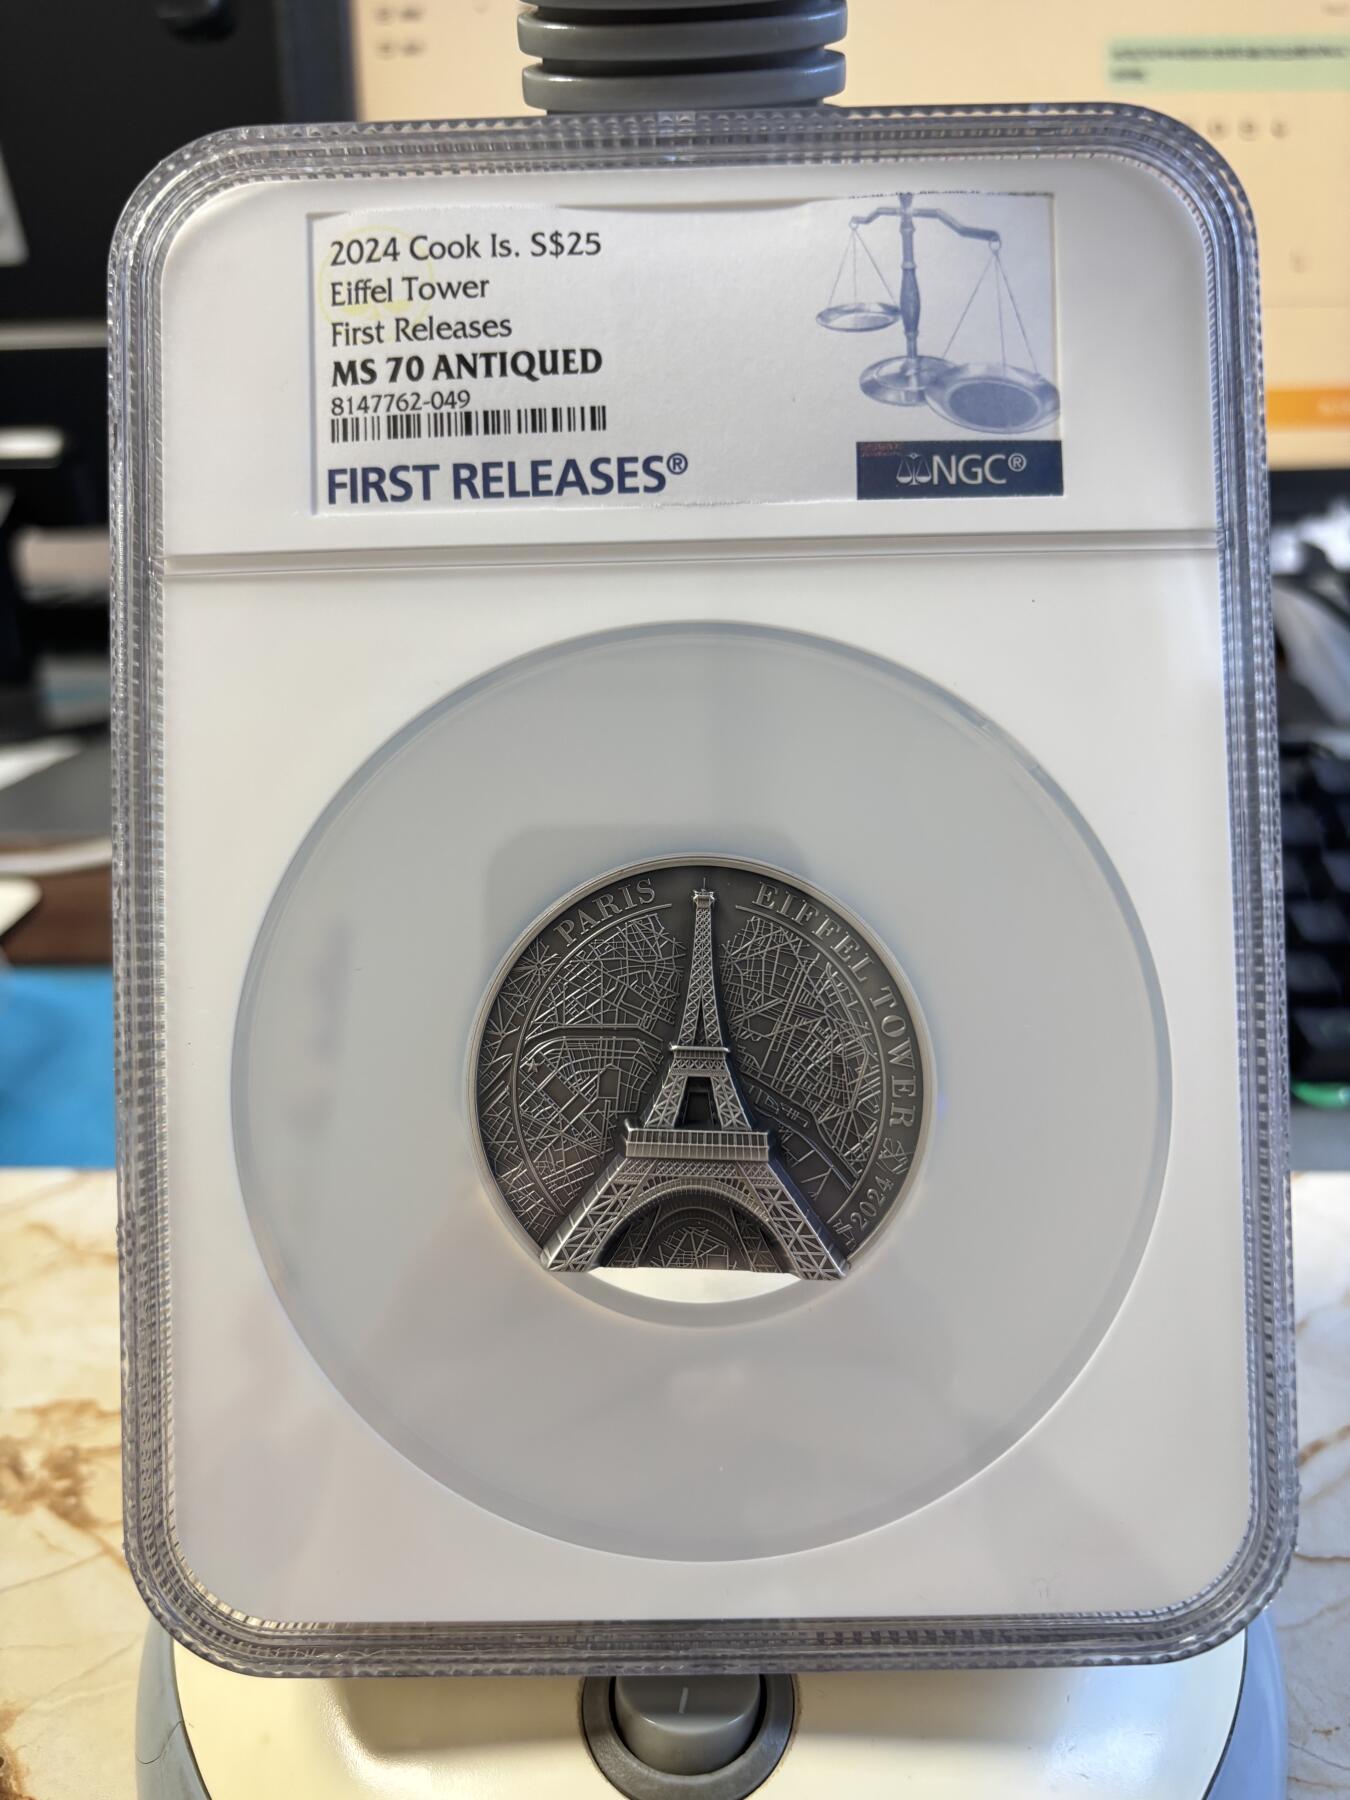 2024 Cook Is. S$25
Eiffel Tower
First Releases
MS 70 ANTIQUED
8147762-049
FIRST RELEASES®
NGC®
PARIS
EIFFEL TOWER
2024